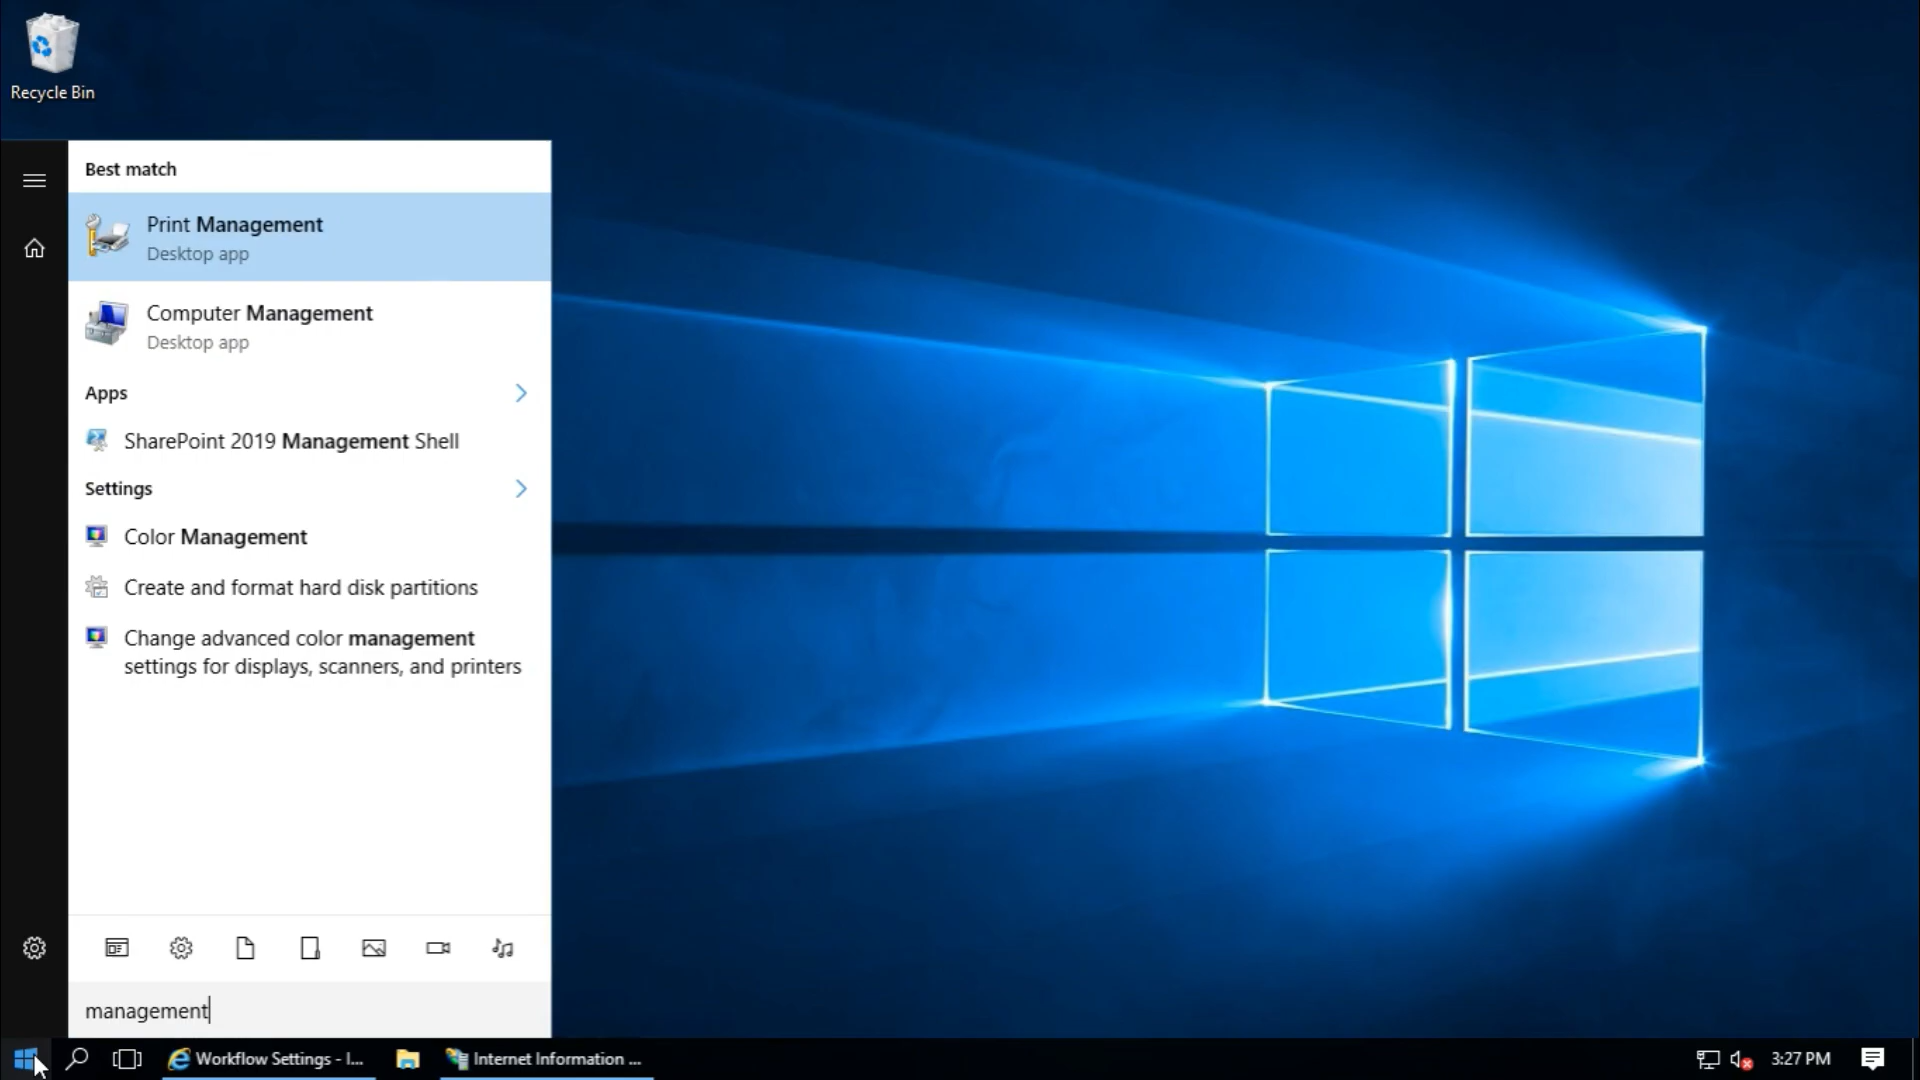 Recycle Bin
Best match
Print Management
Desktop app
Computer Management
Desktop app
Apps
SharePoint 2019 Management Shell
Settings
Color Management
Create and format hard disk partitions
Change advanced color management
settings for displays, scanners, and printers
management
Workflow Settings - I...
Internet Information ...
3:27 PM